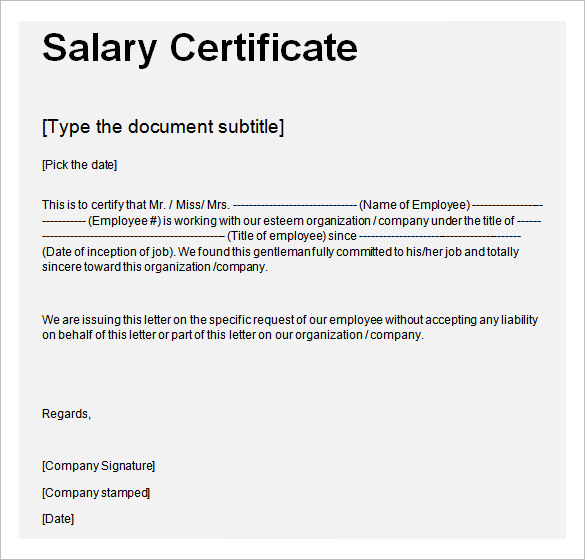 Salary Certificate
[Type the document subtitle]
[Pick the date]
This is to certify that Mr. / Miss/ Mrs. ------------------------------- (Name of Employee) ------------------
----------- (Employee #) is working with our esteem organization / company under the title of ------
---------------------------------------------- (Title of employee) since -----------------------------------------
(Date of inception of job). We found this gentleman fully committed to his/her job and totally
sincere toward this organization /company.
We are issuing this letter on the specific request of our employee without accepting any liability
on behalf of this letter or part of this letter on our organization / company.
Regards,
[Company Signature]
[Company stamped]
[Date]